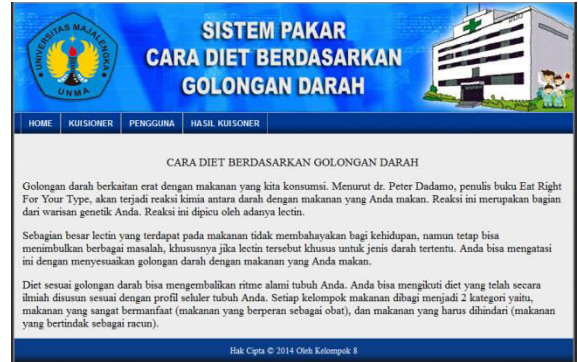 UNIVERSITAS MAJALENGKA
UNMA
SISTEM PAKAR
CARA DIET BERDASARKAN
GOLONGAN DARAH
HOME KUISIONER PENGGUNA HASIL KUISONER
CARA DIET BERDASARKAN GOLONGAN DARAH
Golongan darah berkaitan erat dengan makanan yang kita konsumsi. Menurut dr. Peter Dadamo, penulis buku Eat Right
For Your Type, akan terjadi reaksi kimia antara darah dengan makanan yang Anda makan. Reaksi ini merupakan bagian
dari warisan genetik Anda. Reaksi ini dipicu oleh adanya lectin.
Sebagian besar lectin yang terdapat pada makanan tidak membahayakan bagi kehidupan, namun tetap bisa
menimbulkan berbagai masalah, khususnya jika lectin tersebut khusus untuk jenis darah tertentu. Anda bisa mengatasi
ini dengan menyesuaikan golongan darah dengan makanan yang Anda makan.
Diet sesuai golongan darah bisa mengembalikan ritme alami tubuh Anda. Anda bisa mengikuti diet yang telah secara
ilmiah disusun sesuai dengan profil seluler tubuh Anda. Setiap kelompok makanan dibagi menjadi 2 kategori yaitu,
makanan yang sangat bermanfaat (makanan yang berperan sebagai obat), dan makanan yang harus dihindari (makanan
yang bertindak sebagai racun).
Hak Cipta © 2014 Oleh Kelompok 8